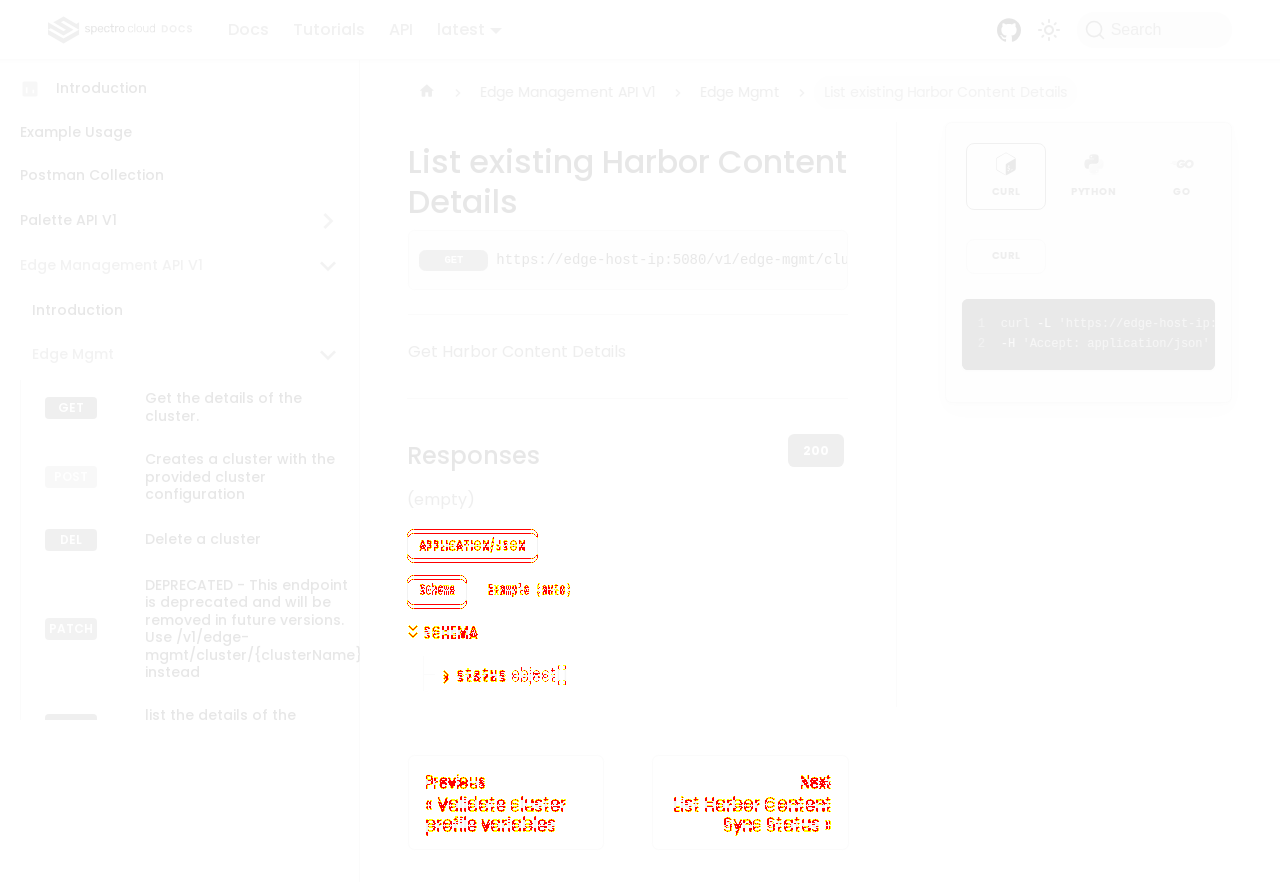 spectro cloud DOCS
Docs Tutorials API latest
Search
Introduction
Example Usage
Postman Collection
Palette API V1
Edge Management API V1
Introduction
Edge Mgmt
GET Get the details of the
cluster.
POST Creates a cluster with the
provided cluster
configuration
DEL Delete a cluster
PATCH DEPRECATED - This endpoint
is deprecated and will be
removed in future versions.
Use /v1/edge-
mgmt/cluster/{clusterName}
instead
list the details of the
Edge Management API V1 Edge Mgmt List existing Harbor Content Details
List existing Harbor Content
Details
GET https://edge-host-ip:5080/v1/edge-mgmt/clu
Get Harbor Content Details
Responses
200
(empty)
APPLICATION/JSON
Schema Example (auto)
SCHEMA
status object[]
Previous
« Validate cluster
profile variables
Next
List Harbor Content
Sync Status »
CURL PYTHON GO
CURL
1 curl -L 'https://edge-host-ip:
2 -H 'Accept: application/json'